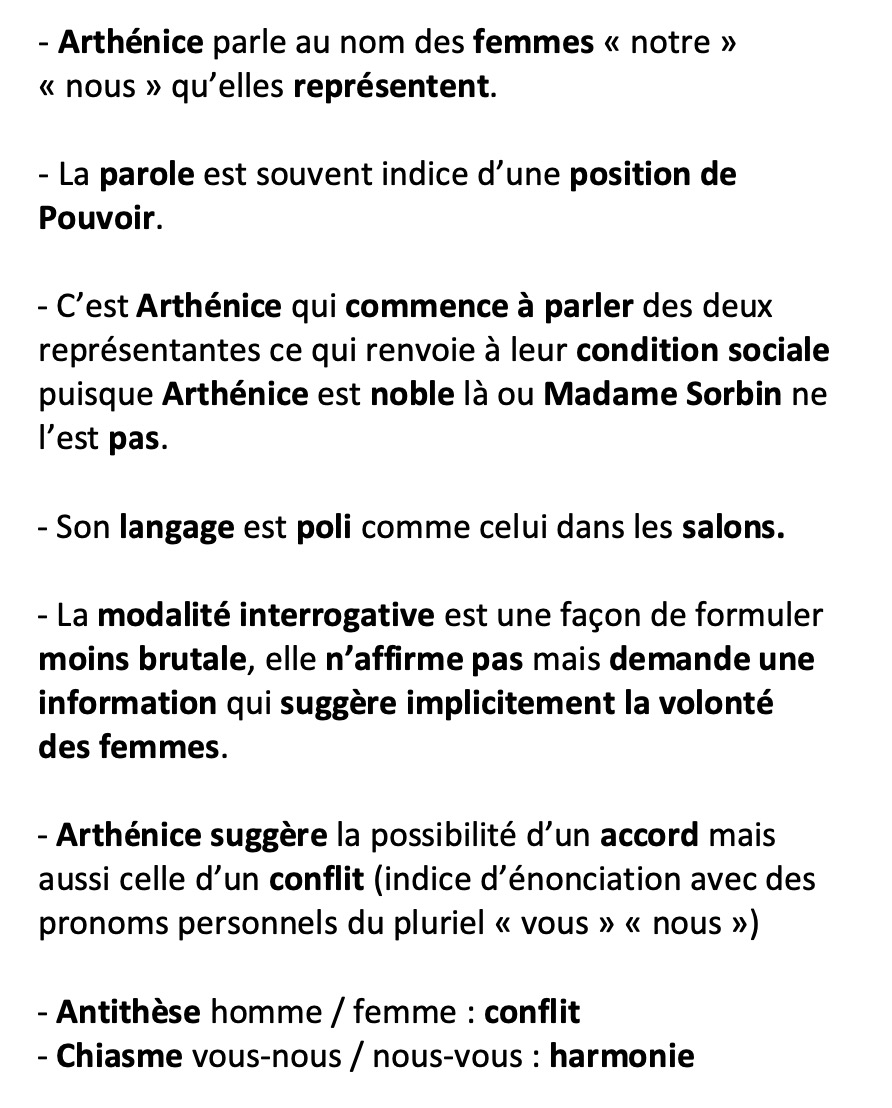 - Arthénice parle au nom des femmes « notre »
« nous » qu’elles représentent.
- La parole est souvent indice d’une position de
Pouvoir.
- C’est Arthénice qui commence à parler des deux
représentantes ce qui renvoie à leur condition sociale
puisque Arthénice est noble là ou Madame Sorbin ne
l’est pas.
- Son langage est poli comme celui dans les salons.
- La modalité interrogative est une façon de formuler
moins brutale, elle n’affirme pas mais demande une
information qui suggère implicitement la volonté
des femmes.
- Arthénice suggère la possibilité d’un accord mais
aussi celle d’un conflit (indice d’énonciation avec des
pronoms personnels du pluriel « vous » « nous »)
- Antithèse homme / femme : conflit
- Chiasme vous-nous / nous-vous : harmonie